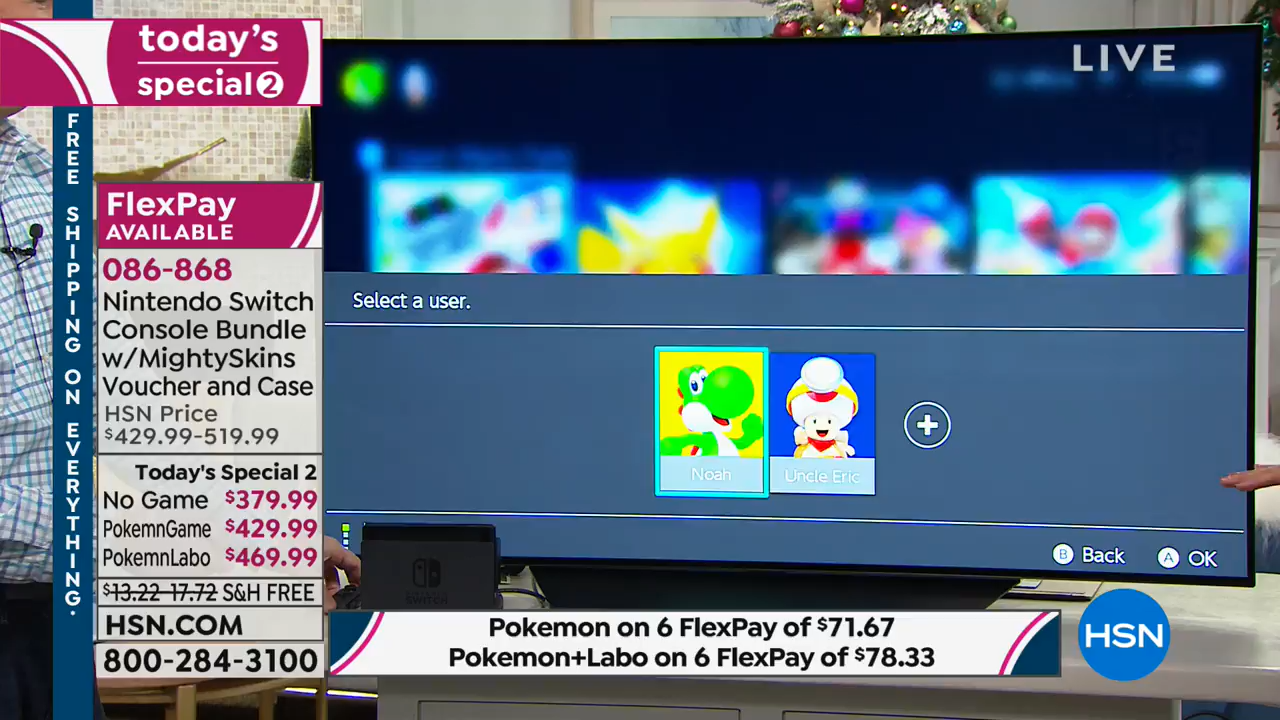 today's
special2
LIVE
FREE SHIPPING ON EVERYTHING.
FlexPay
AVAILABLE
086-868
Nintendo Switch
Console Bundle
w/MightySkins
Voucher and Case
HSN Price
$429.99-519.99
Today's Special 2
No Game $379.99
PokemnGame $429.99
PokemnLabo $469.99
$13.22-17.72 S&H FREE
HSN.COM
800-284-3100
Select a user.
Noah
Uncle Eric
B Back
A OK
NINTENDO
SWITCH
Pokemon on 6 FlexPay of $71.67
Pokemon+Labo on 6 FlexPay of $78.33
HSN